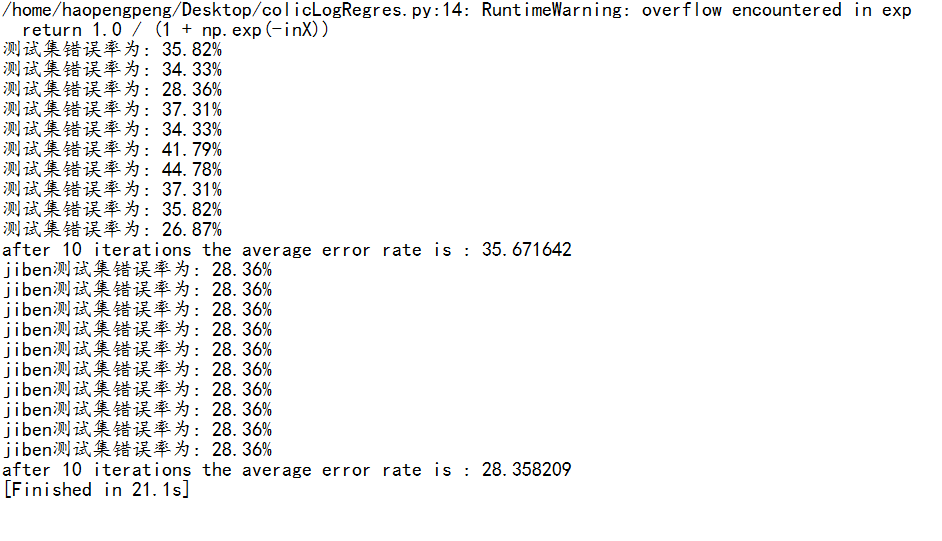 /home/haopengpeng/Desktop/colicLogRegres.py:14: RuntimeWarning: overflow encountered in exp
  return 1.0 / (1 + np.exp(-inX))
测试集错误率为: 35.82%
测试集错误率为: 34.33%
测试集错误率为: 28.36%
测试集错误率为: 37.31%
测试集错误率为: 34.33%
测试集错误率为: 41.79%
测试集错误率为: 44.78%
测试集错误率为: 37.31%
测试集错误率为: 35.82%
测试集错误率为: 26.87%
after 10 iterations the average error rate is : 35.671642
jiben测试集错误率为: 28.36%
jiben测试集错误率为: 28.36%
jiben测试集错误率为: 28.36%
jiben测试集错误率为: 28.36%
jiben测试集错误率为: 28.36%
jiben测试集错误率为: 28.36%
jiben测试集错误率为: 28.36%
jiben测试集错误率为: 28.36%
jiben测试集错误率为: 28.36%
jiben测试集错误率为: 28.36%
after 10 iterations the average error rate is : 28.358209
[Finished in 21.1s]